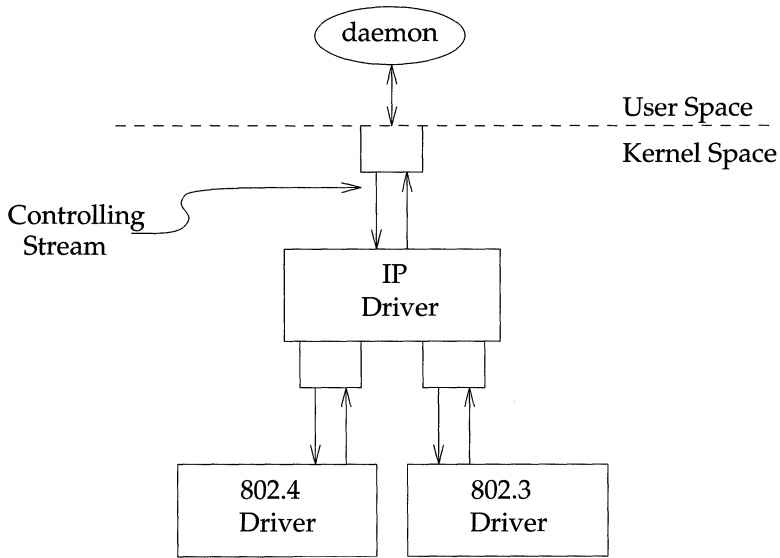 daemon
User Space
Kernel Space
Controlling
Stream
IP
Driver
802.4
Driver
802.3
Driver